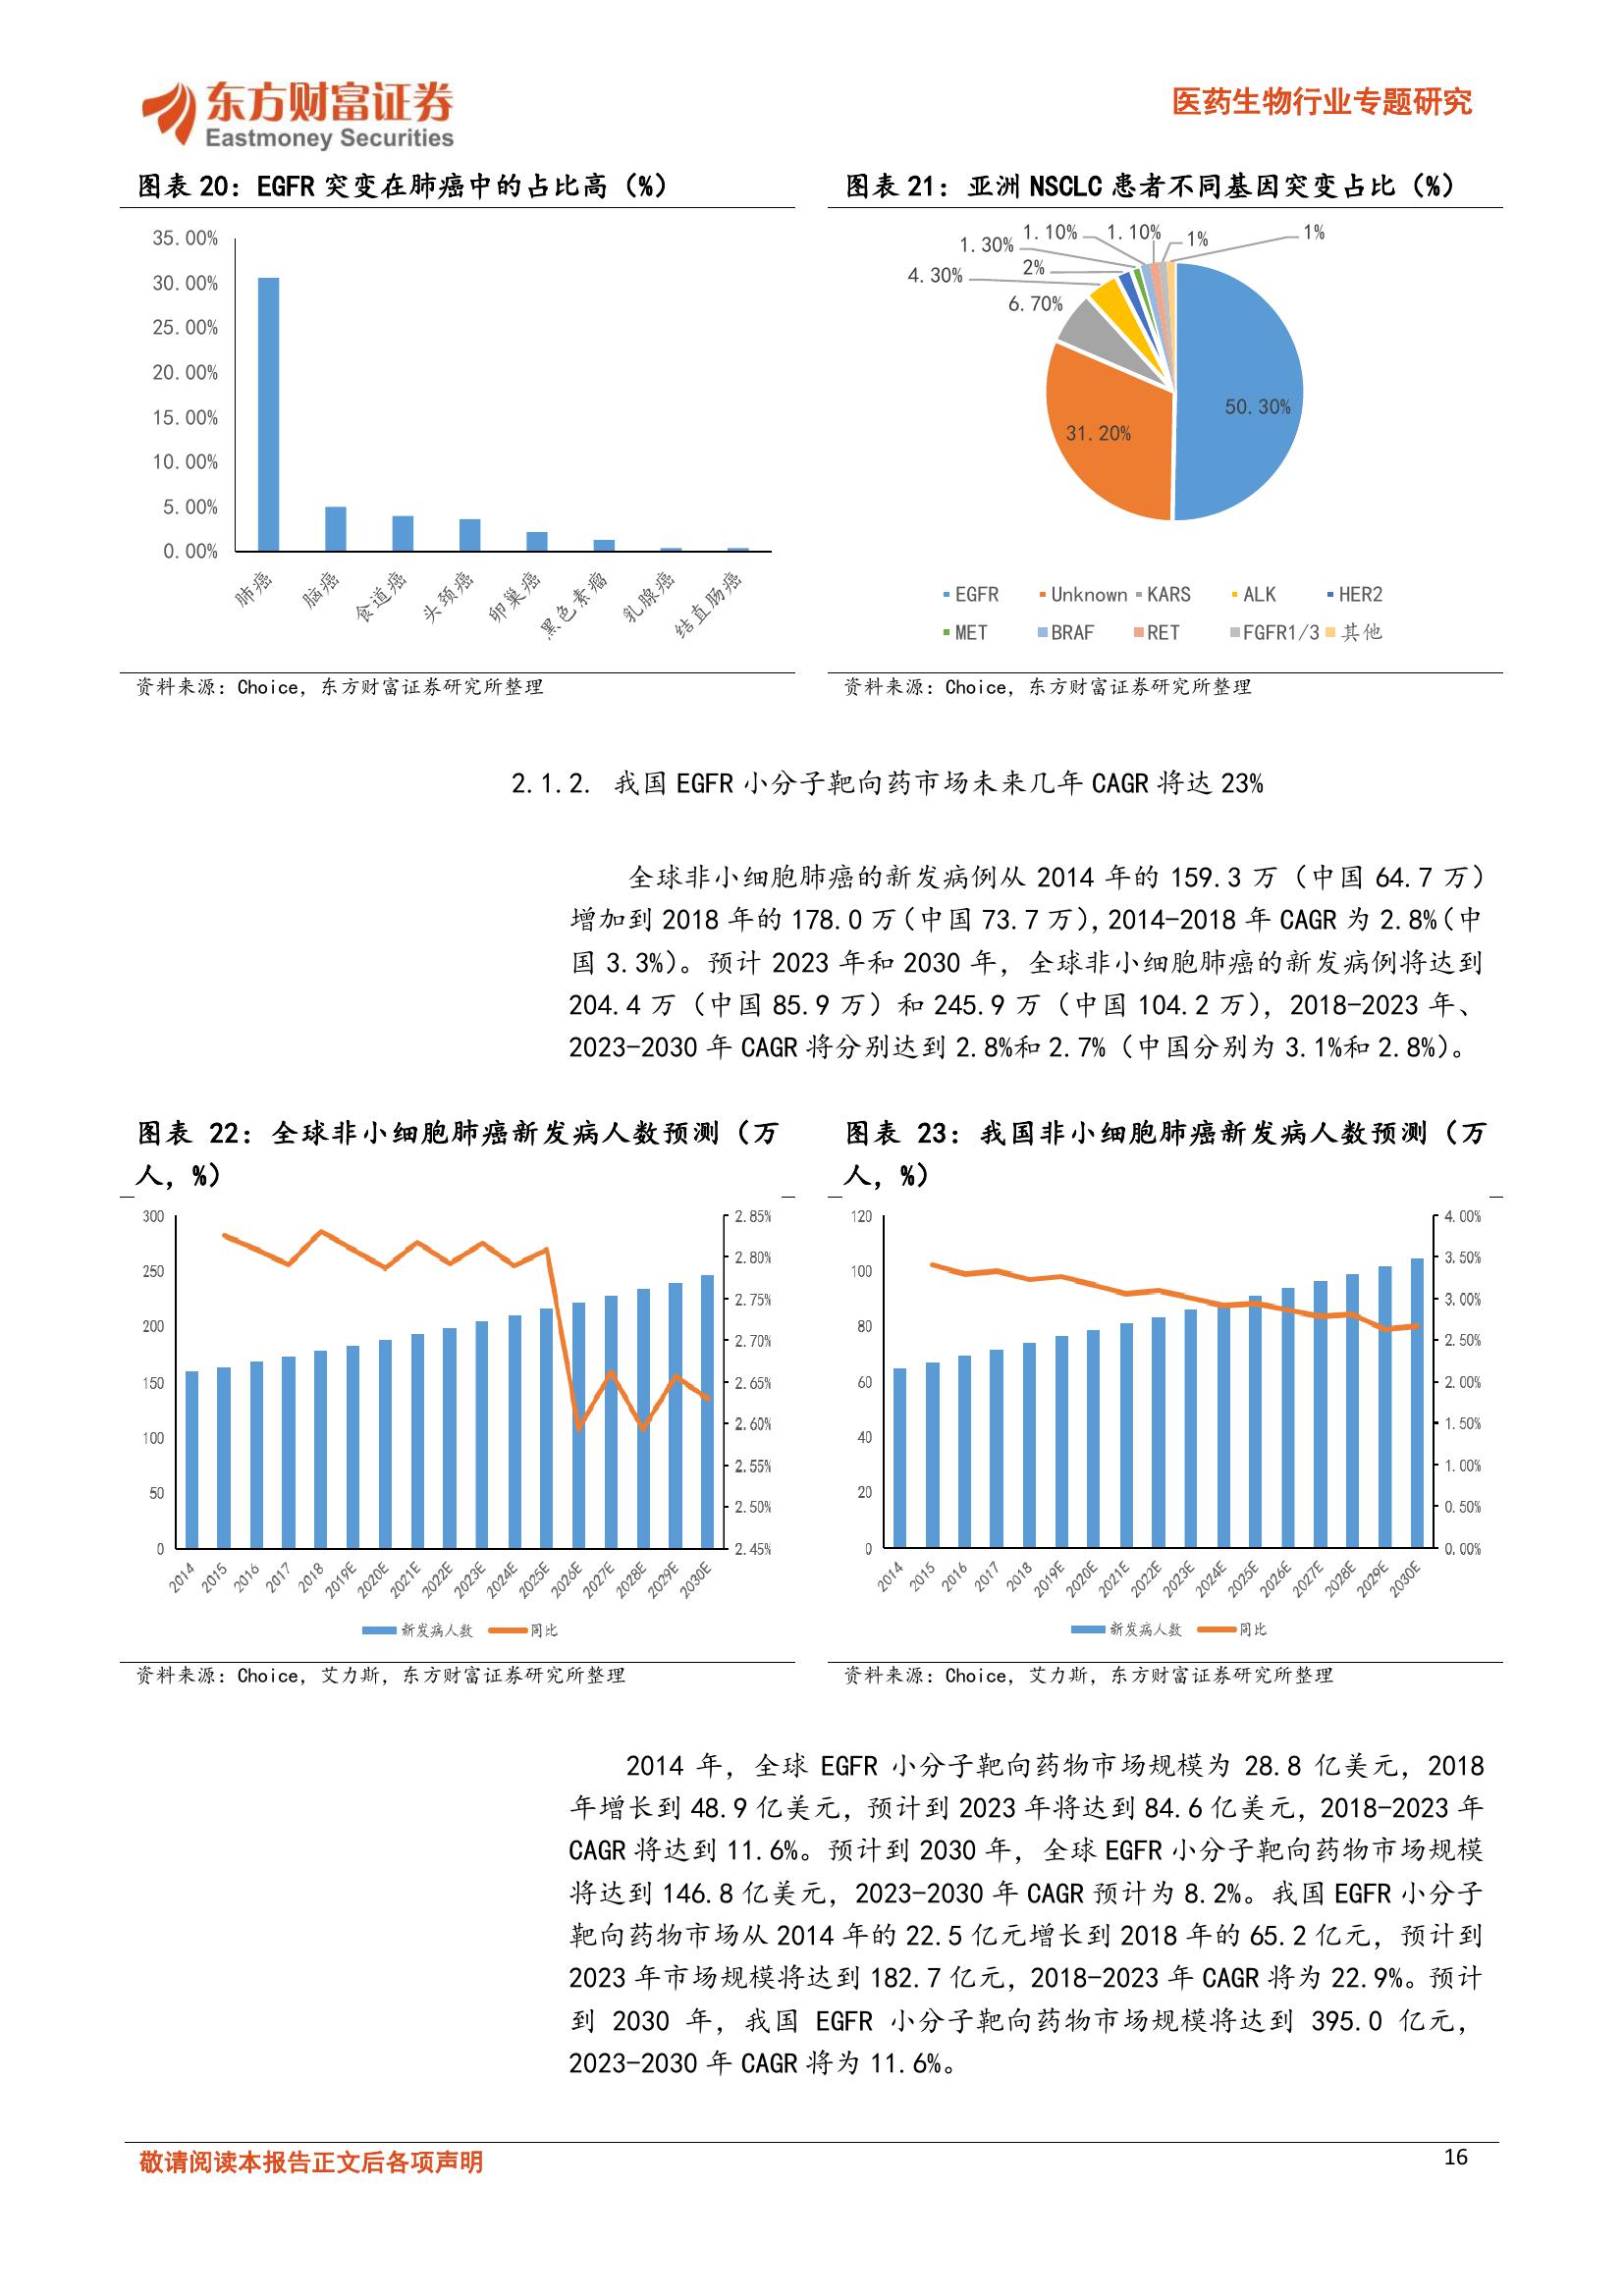 东方财富证券
Eastmoney Securities
医药生物行业专题研究
图表 20：EGFR 突变在肺癌中的占比高（%）
35.00%
30.00%
25.00%
20.00%
15.00%
10.00%
5.00%
0.00%
肺癌
脑癌
食道癌
头颈癌
卵巢癌
黑色素瘤
乳腺癌
结直肠癌
资料来源：Choice，东方财富证券研究所整理
图表 21：亚洲 NSCLC 患者不同基因突变占比（%）
1.10%
1.10%
1%
1%
1.30%
2%
4.30%
6.70%
50.30%
31.20%
EGFR Unknown KARS ALK HER2
MET BRAF RET FGFR1/3 其他
资料来源：Choice，东方财富证券研究所整理
2.1.2. 我国 EGFR 小分子靶向药市场未来几年 CAGR 将达 23%
全球非小细胞肺癌的新发病例从 2014 年的 159.3 万（中国 64.7 万）
增加到 2018 年的 178.0 万（中国 73.7 万），2014-2018 年 CAGR 为 2.8%（中
国 3.3%）。预计 2023 年和 2030 年，全球非小细胞肺癌的新发病例将达到
204.4 万（中国 85.9 万）和 245.9 万（中国 104.2 万），2018-2023 年、
2023-2030 年 CAGR 将分别达到 2.8%和 2.7%（中国分别为 3.1%和 2.8%）。
图表 22：全球非小细胞肺癌新发病人数预测（万
人，%）
300
250
200
150
100
50
0
2.85%
2.80%
2.75%
2.70%
2.65%
2.60%
2.55%
2.50%
2.45%
2014
2015
2016
2017
2018
2019E
2020E
2021E
2022E
2023E
2024E
2025E
2026E
2027E
2028E
2029E
2030E
新发病人数 同比
资料来源：Choice，艾力斯，东方财富证券研究所整理
图表 23：我国非小细胞肺癌新发病人数预测（万
人，%）
120
100
80
60
40
20
0
4.00%
3.50%
3.00%
2.50%
2.00%
1.50%
1.00%
0.50%
0.00%
2014
2015
2016
2017
2018
2019E
2020E
2021E
2022E
2023E
2024E
2025E
2026E
2027E
2028E
2029E
2030E
新发病人数 同比
资料来源：Choice，艾力斯，东方财富证券研究所整理
2014 年，全球 EGFR 小分子靶向药物市场规模为 28.8 亿美元，2018
年增长到 48.9 亿美元，预计到 2023 年将达到 84.6 亿美元，2018-2023 年
CAGR 将达到 11.6%。预计到 2030 年，全球 EGFR 小分子靶向药物市场规模
将达到 146.8 亿美元，2023-2030 年 CAGR 预计为 8.2%。我国 EGFR 小分子
靶向药物市场从 2014 年的 22.5 亿元增长到 2018 年的 65.2 亿元，预计到
2023 年市场规模将达到 182.7 亿元，2018-2023 年 CAGR 将为 22.9%。预计
到 2030 年，我国 EGFR 小分子靶向药物市场规模将达到 395.0 亿元，
2023-2030 年 CAGR 将为 11.6%。
敬请阅读本报告正文后各项声明
16